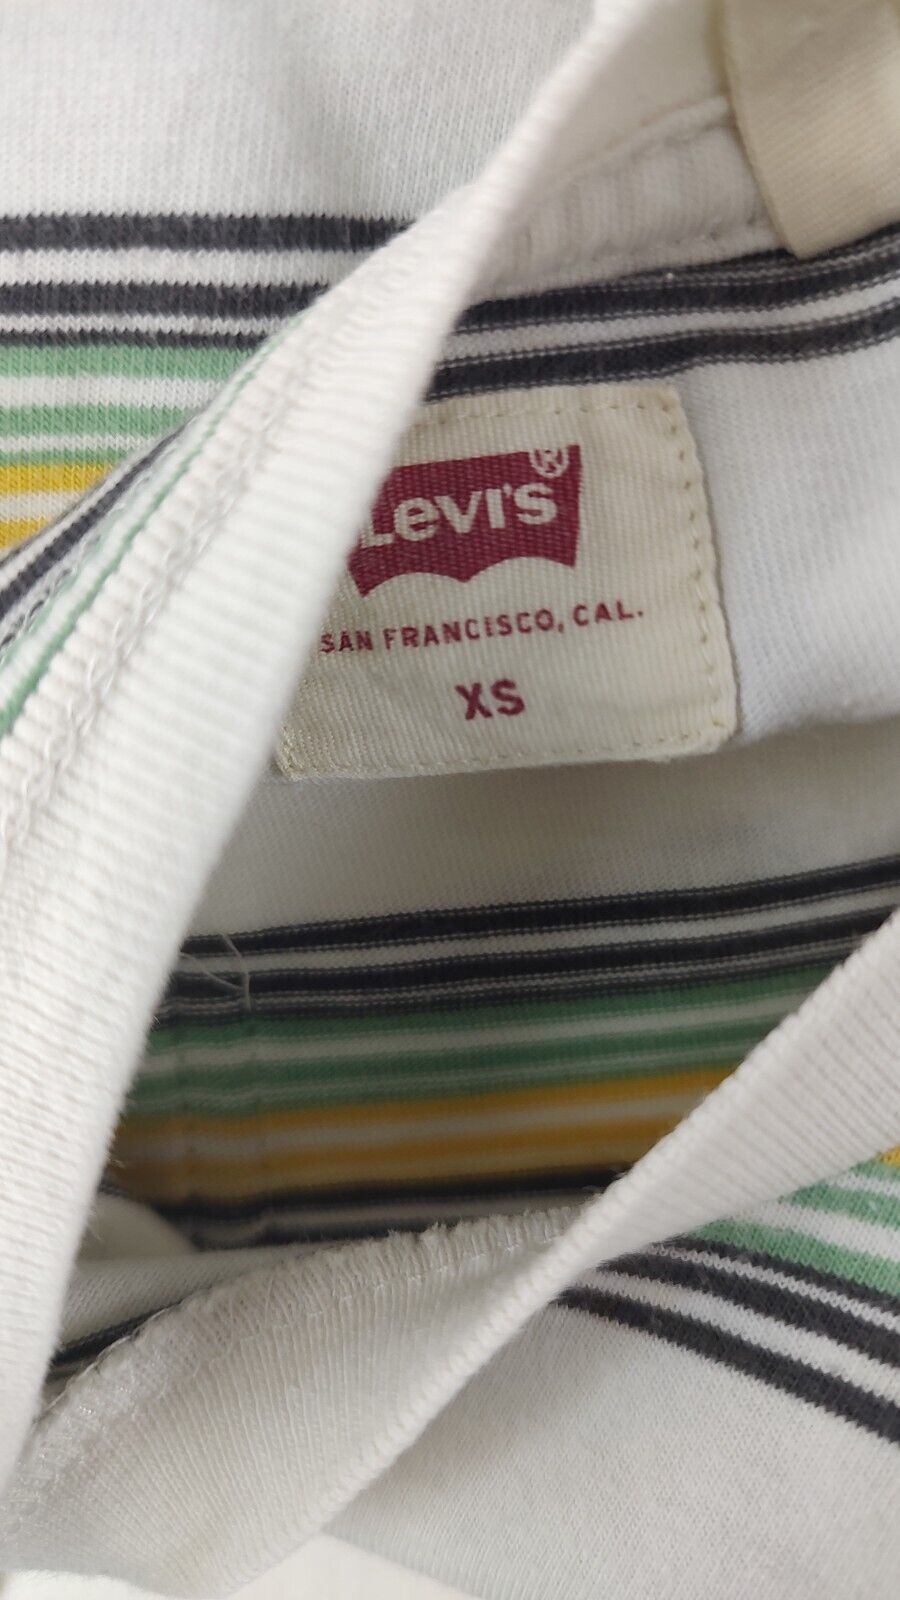 Levi's®
SAN FRANCISCO, CAL.
XS